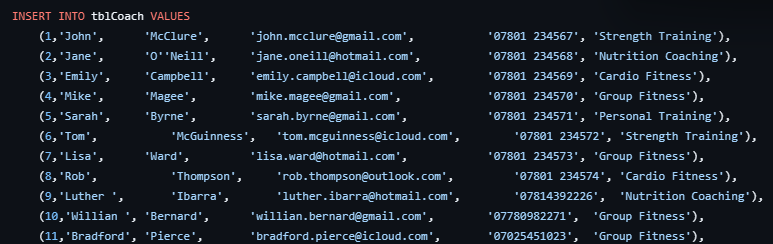 INSERT INTO tblCoach VALUES
(1,'John', 'McClure', 'john.mcclure@gmail.com', '07801 234567', 'Strength Training'),
(2,'Jane', 'O''Neill', 'jane.oneill@hotmail.com', '07801 234568', 'Nutrition Coaching'),
(3,'Emily', 'Campbell', 'emily.campbell@icloud.com', '07801 234569', 'Cardio Fitness'),
(4,'Mike', 'Magee', 'mike.magee@gmail.com', '07801 234570', 'Group Fitness'),
(5,'Sarah', 'Byrne', 'sarah.byrne@gmail.com', '07801 234571', 'Personal Training'),
(6,'Tom', 'McGuinness', 'tom.mcguinness@icloud.com', '07801 234572', 'Strength Training'),
(7,'Lisa', 'Ward', 'lisa.ward@hotmail.com', '07801 234573', 'Group Fitness'),
(8,'Rob', 'Thompson', 'rob.thompson@outlook.com', '07801 234574', 'Cardio Fitness'),
(9,'Luther ', 'Ibarra', 'luther.ibarra@hotmail.com', '07814392226', 'Nutrition Coaching'),
(10,'Willian ', 'Bernard', 'willian.bernard@gmail.com', '07780982271', 'Group Fitness'),
(11,'Bradford', 'Pierce', 'bradford.pierce@icloud.com', '07025451023', 'Group Fitness'),